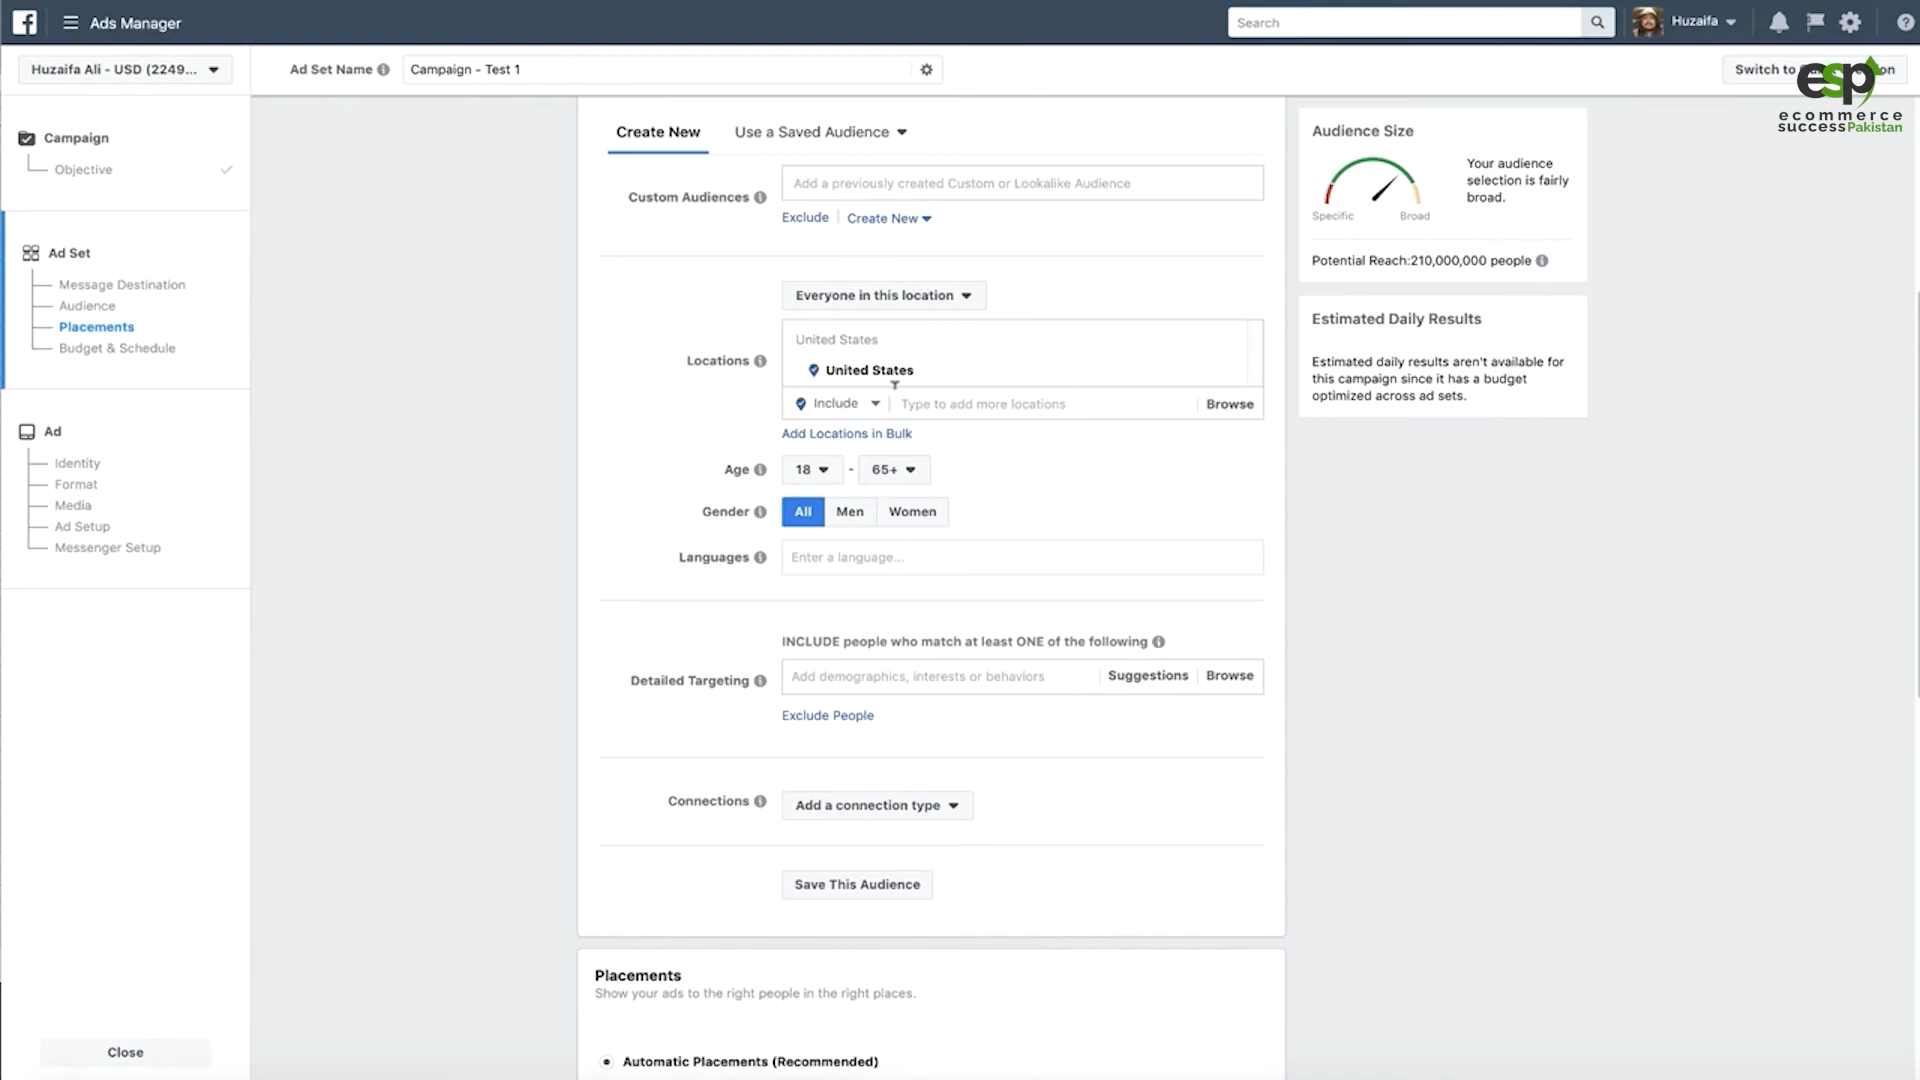 Ads Manager
Search
Huzaifa
Huzaifa Ali - USD (2249...
Ad Set Name
Campaign - Test 1
Switch to
on
esp
ecommerce
successPakistan
Campaign
Objective
Ad Set
Message Destination
Audience
Placements
Budget & Schedule
Ad
Identity
Format
Media
Ad Setup
Messenger Setup
Close
Create New
Use a Saved Audience
Custom Audiences
Add a previously created Custom or Lookalike Audience
Exclude
Create New
Everyone in this location
Locations
United States
United States
Include
Type to add more locations
Browse
Add Locations in Bulk
Age
18
-
65+
Gender
All
Men
Women
Languages
Enter a language...
INCLUDE people who match at least ONE of the following
Detailed Targeting
Add demographics, interests or behaviors
Suggestions
Browse
Exclude People
Connections
Add a connection type
Save This Audience
Placements
Show your ads to the right people in the right places.
Automatic Placements (Recommended)
Audience Size
Your audience
selection is fairly
broad.
Specific
Broad
Potential Reach:210,000,000 people
Estimated Daily Results
Estimated daily results aren't available for
this campaign since it has a budget
optimized across ad sets.